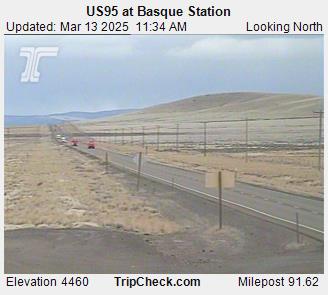 US95 at Basque Station
Updated: Mar 13 2025 11:34 AM Looking North
Elevation 4460 TripCheck.com Milepost 91.62